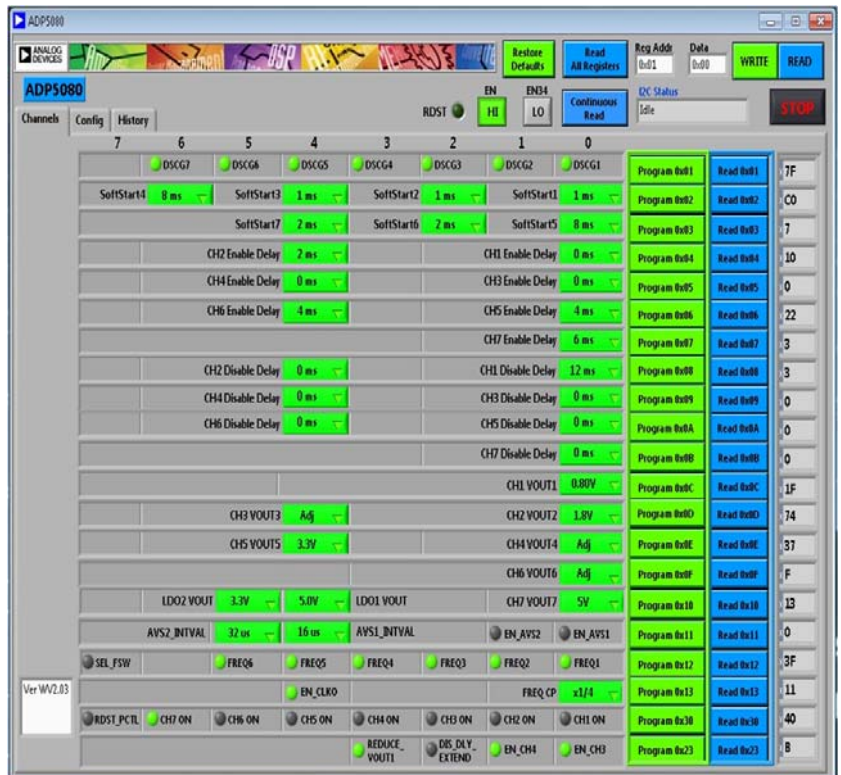 ADP5080
ANALOG DEVICES
DSP
Restore Defaults
Read All Registers
Reg Addr
0x01
Data
0x00
WRITE
READ
ADP5080
RDST
EN
HI
EN34
LO
Continuous Read
I2C Status
Idle
STOP
Channels Config History
7 6 5 4 3 2 1 0
DSCG7 DSCG6 DSCG5 DSCG4 DSCG3 DSCG2 DSCG1 Program 0x01 Read 0x01 7F
SoftStart4 8 ms SoftStart3 1 ms SoftStart2 1 ms SoftStart1 1 ms Program 0x02 Read 0x02 C0
SoftStart7 2 ms SoftStart6 2 ms SoftStart5 8 ms Program 0x03 Read 0x03 7
CH2 Enable Delay 2 ms CH1 Enable Delay 0 ms Program 0x04 Read 0x04 10
CH4 Enable Delay 0 ms CH3 Enable Delay 0 ms Program 0x05 Read 0x05 0
CH6 Enable Delay 4 ms CH5 Enable Delay 4 ms Program 0x06 Read 0x06 22
CH7 Enable Delay 6 ms Program 0x07 Read 0x07 3
CH2 Disable Delay 0 ms CH1 Disable Delay 12 ms Program 0x08 Read 0x08 3
CH4 Disable Delay 0 ms CH3 Disable Delay 0 ms Program 0x09 Read 0x09 0
CH6 Disable Delay 0 ms CH5 Disable Delay 0 ms Program 0x0A Read 0x0A 0
CH7 Disable Delay 0 ms Program 0x0B Read 0x0B 0
CH1 VOUT1 0.80V Program 0x0C Read 0x0C 1F
CH3 VOUT3 Adj CH2 VOUT2 1.8V Program 0x0D Read 0x0D 74
CH5 VOUT5 3.3V CH4 VOUT4 Adj Program 0x0E Read 0x0E 37
CH6 VOUT6 Adj Program 0x0F Read 0x0F F
LDO2 VOUT 3.3V 5.0V LDO1 VOUT CH7 VOUT7 5V Program 0x10 Read 0x10 13
AVS2_INTVAL 32 us 16 us AVS1_INTVAL EN_AVS2 EN_AVS1 Program 0x11 Read 0x11 0
SEL_FSW FREQ6 FREQ5 FREQ4 FREQ3 FREQ2 FREQ1 Program 0x12 Read 0x12 3F
Ver WV2.03 EN_CLKO FREQ CP x1/4 Program 0x13 Read 0x13 11
RDST_PCTL CH7 ON CH6 ON CH5 ON CH4 ON CH3 ON CH2 ON CH1 ON Program 0x30 Read 0x30 40
REDUCE_VOUT1 DIS_DLY_EXTEND EN_CH4 EN_CH3 Program 0x23 Read 0x23 B